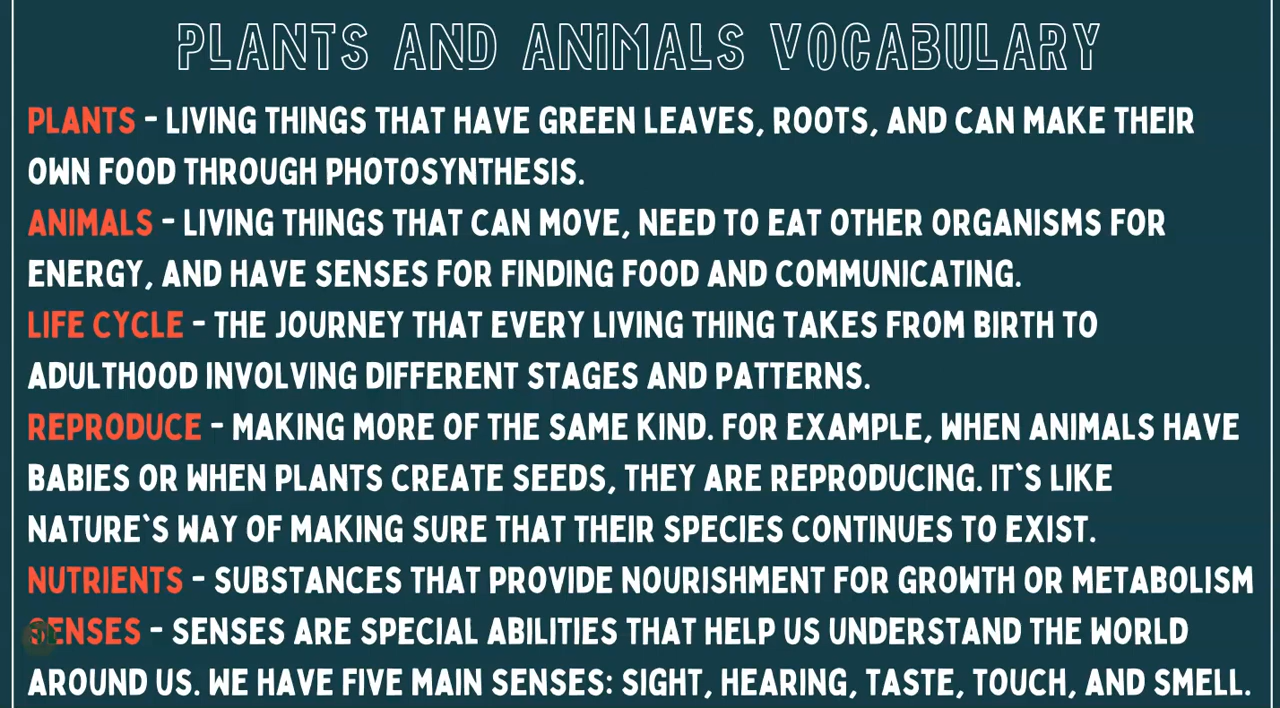 PLANTS AND ANIMALS VOCABULARY
PLANTS - LIVING THINGS THAT HAVE GREEN LEAVES, ROOTS, AND CAN MAKE THEIR
OWN FOOD THROUGH PHOTOSYNTHESIS.
ANIMALS - LIVING THINGS THAT CAN MOVE, NEED TO EAT OTHER ORGANISMS FOR
ENERGY, AND HAVE SENSES FOR FINDING FOOD AND COMMUNICATING.
LIFE CYCLE - THE JOURNEY THAT EVERY LIVING THING TAKES FROM BIRTH TO
ADULTHOOD INVOLVING DIFFERENT STAGES AND PATTERNS.
REPRODUCE - MAKING MORE OF THE SAME KIND. FOR EXAMPLE, WHEN ANIMALS HAVE
BABIES OR WHEN PLANTS CREATE SEEDS, THEY ARE REPRODUCING. IT'S LIKE
NATURE'S WAY OF MAKING SURE THAT THEIR SPECIES CONTINUES TO EXIST.
NUTRIENTS - SUBSTANCES THAT PROVIDE NOURISHMENT FOR GROWTH OR METABOLISM
SENSES - SENSES ARE SPECIAL ABILITIES THAT HELP US UNDERSTAND THE WORLD
AROUND US. WE HAVE FIVE MAIN SENSES: SIGHT, HEARING, TASTE, TOUCH, AND SMELL.